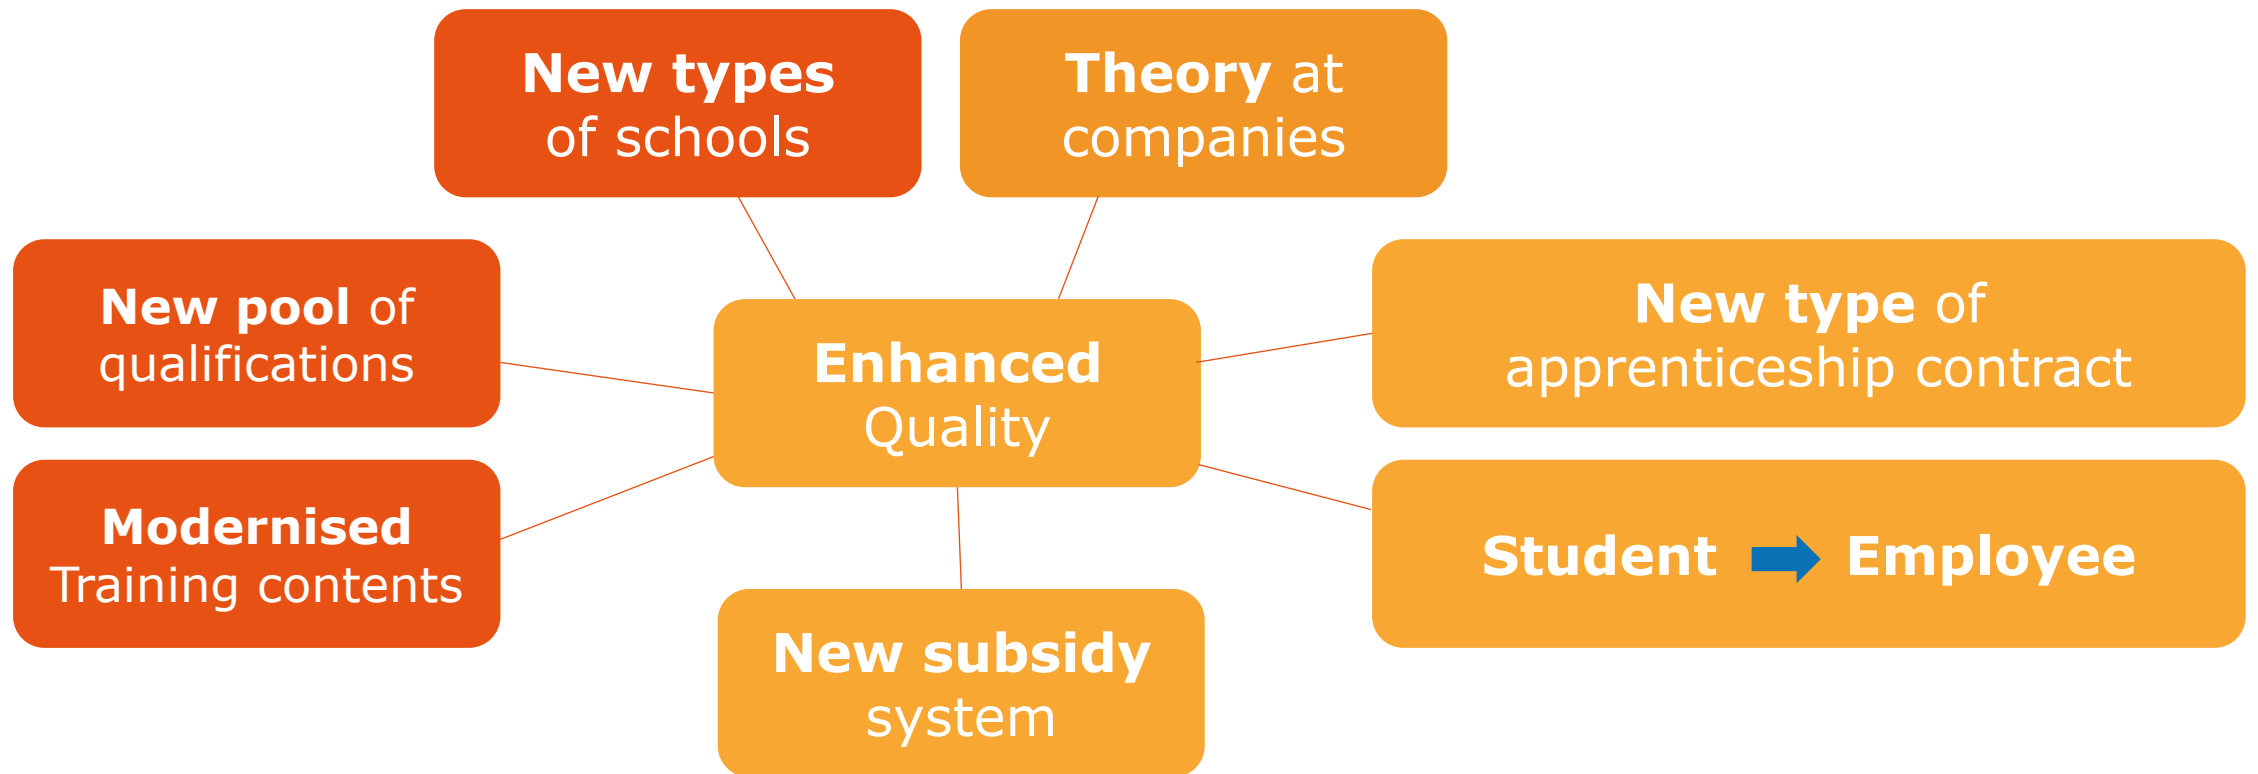 New types
of schools
Theory at
companies
New pool of
qualifications
Enhanced
Quality
New type of
apprenticeship contract
Modernised
Training contents
Student Employee
New subsidy
system